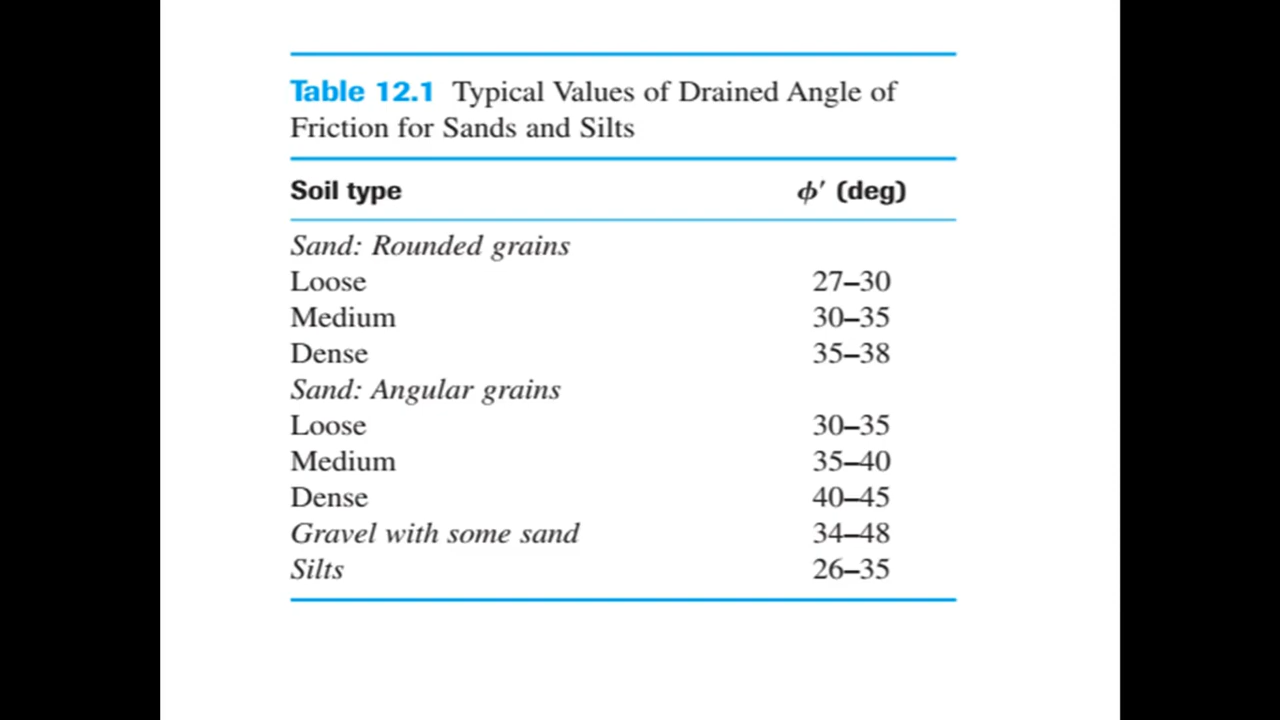 Table 12.1 Typical Values of Drained Angle of
Friction for Sands and Silts
Soil type ϕ′ (deg)
Sand: Rounded grains
Loose 27–30
Medium 30–35
Dense 35–38
Sand: Angular grains
Loose 30–35
Medium 35–40
Dense 40–45
Gravel with some sand 34–48
Silts 26–35